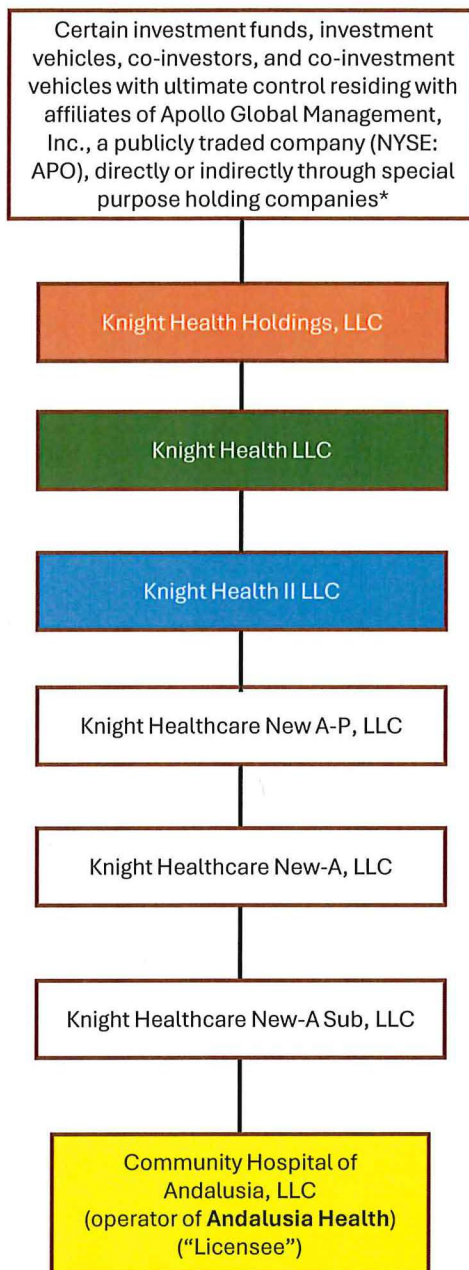 Certain investment funds, investment
vehicles, co-investors, and co-investment
vehicles with ultimate control residing with
affiliates of Apollo Global Management,
Inc., a publicly traded company (NYSE:
APO), directly or indirectly through special
purpose holding companies*
Knight Health Holdings, LLC
Knight Health LLC
Knight Health II LLC
Knight Healthcare New A-P, LLC
Knight Healthcare New-A, LLC
Knight Healthcare New-A Sub, LLC
Community Hospital of
Andalusia, LLC
(operator of Andalusia Health)
(“Licensee”)